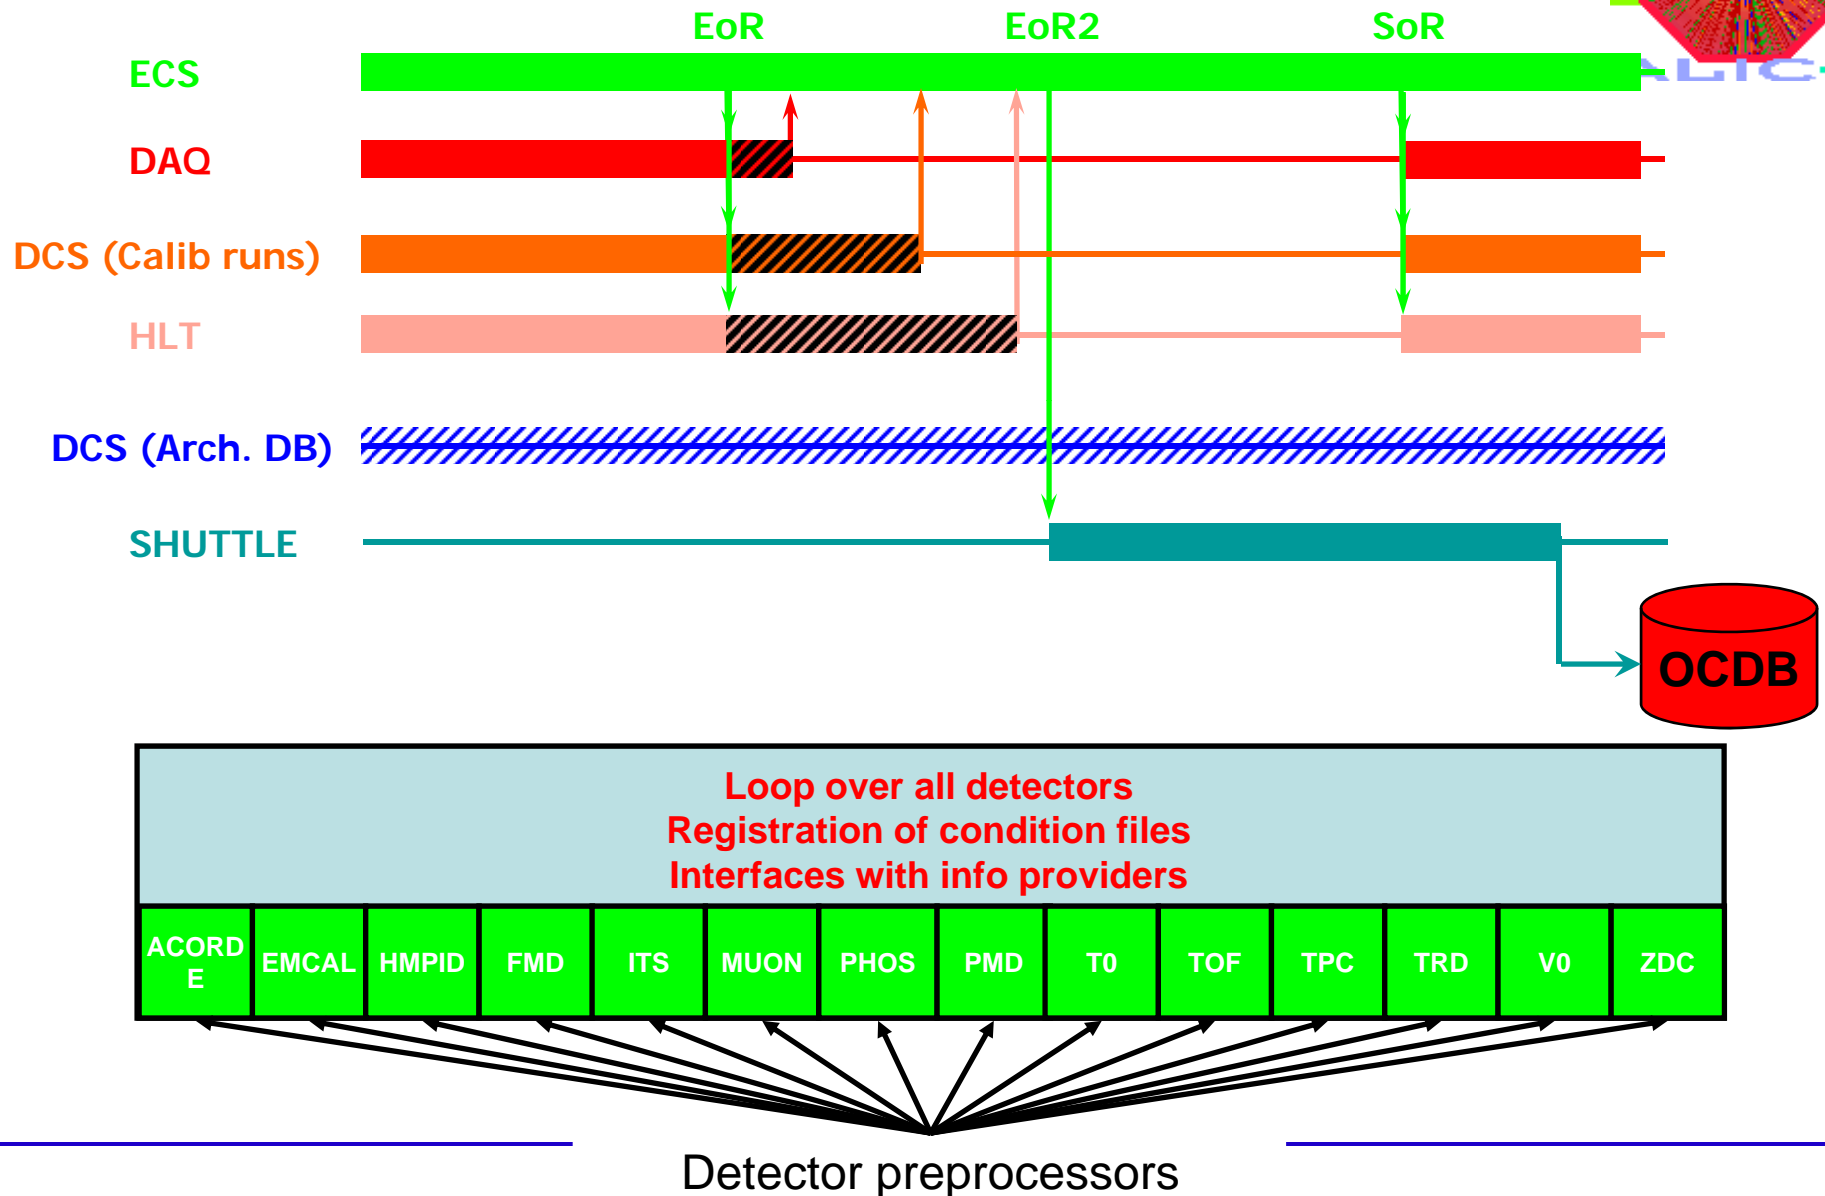 EoR EoR2 SoR
ECS
DAQ
DCS (Calib runs)
HLT
DCS (Arch. DB)
SHUTTLE
OCDB
Loop over all detectors
Registration of condition files
Interfaces with info providers
ACORD
E
EMCAL HMPID FMD ITS MUON PHOS PMD T0 TOF TPC TRD V0 ZDC
Detector preprocessors